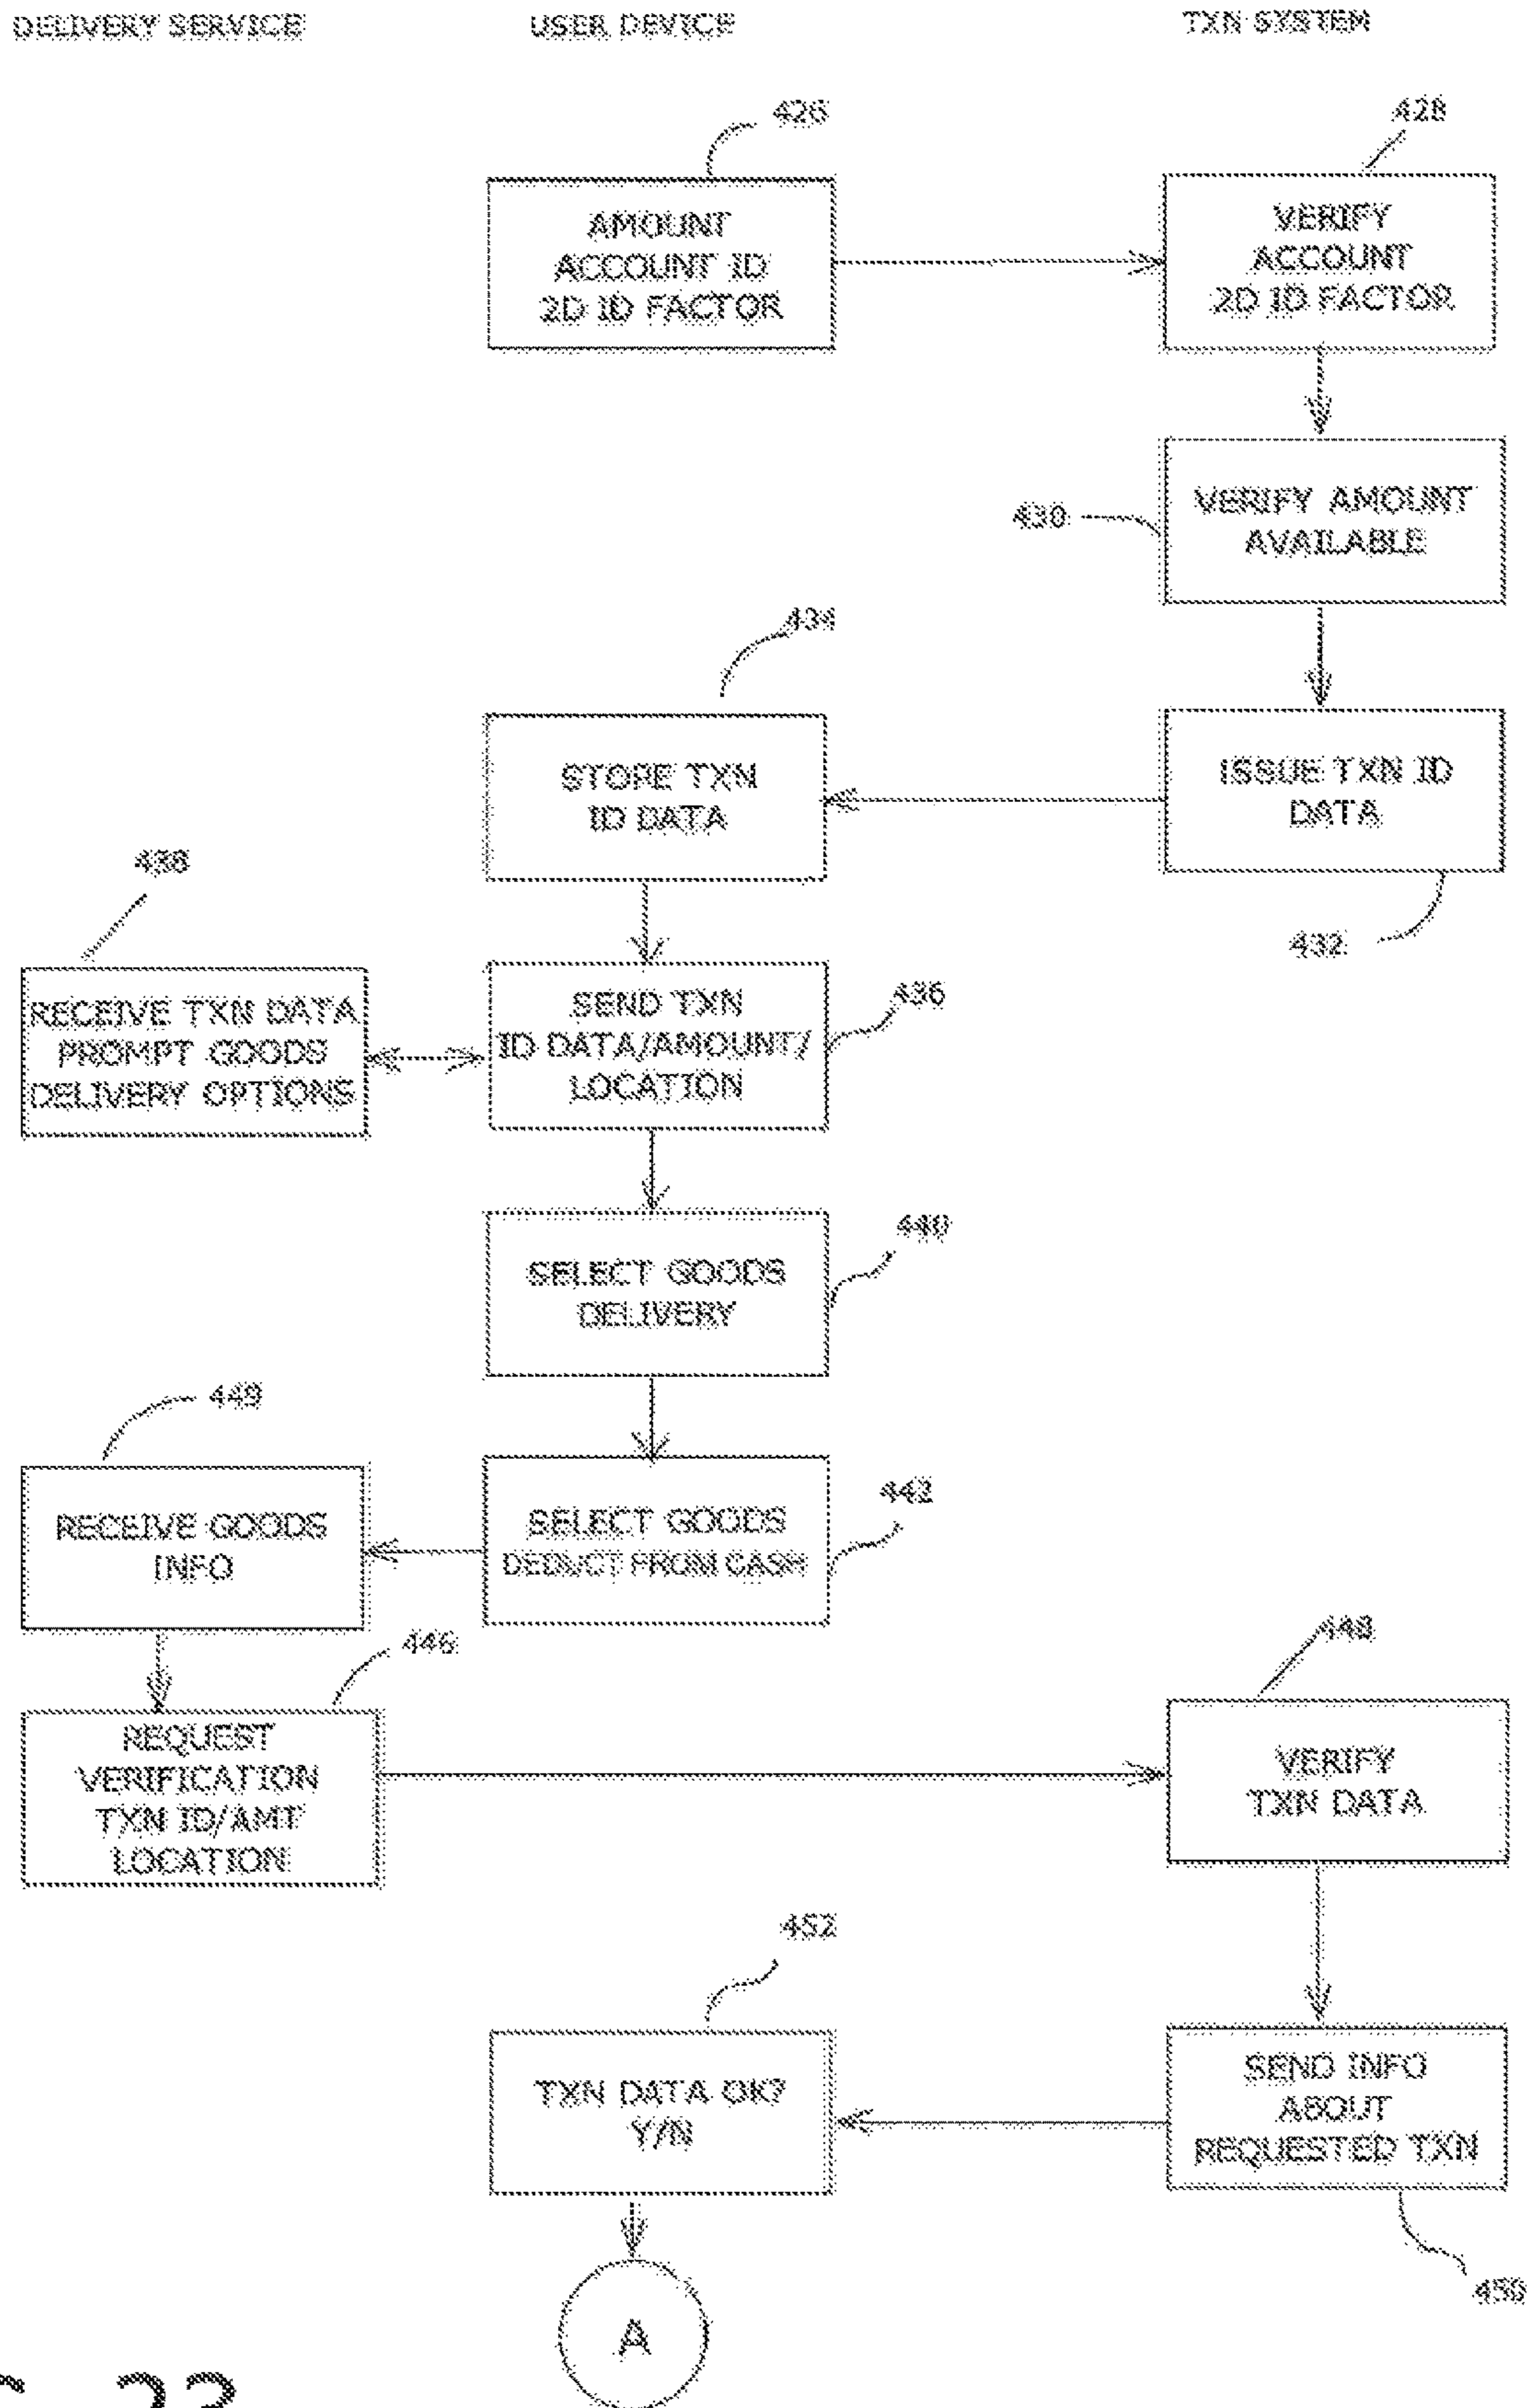 DELIVERY SERVICE USER DEVICE TXN SYSTEM
426
428
AMOUNT
ACCOUNT ID
2D ID FACTOR
VERIFY
ACCOUNT
2D ID FACTOR
430
VERIFY AMOUNT
AVAILABLE
434
STORE TXN
ID DATA
ISSUE TXN ID
DATA
432
438
RECEIVE TXN DATA
PROMPT GOODS
DELIVERY OPTIONS
SEND TXN
ID DATA/AMOUNT/
LOCATION
436
440
SELECT GOODS
DELIVERY
449
RECEIVE GOODS
INFO
SELECT GOODS
DEDUCT FROM CASH
442
446
REQUEST
VERIFICATION
TXN ID/AMT
LOCATION
448
VERIFY
TXN DATA
452
TXN DATA OK?
Y/N
SEND INFO
ABOUT
REQUESTED TXN
450
A